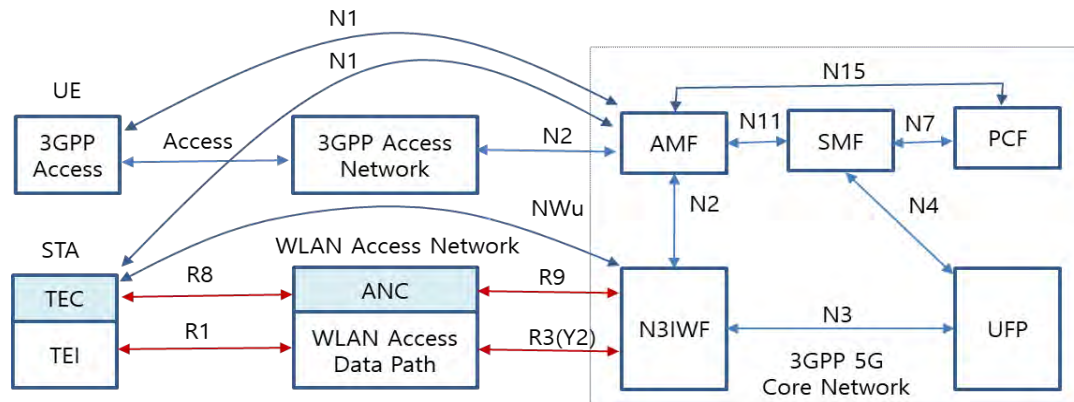 N1
N1
N15
UE
3GPP
Access
Access
3GPP Access
Network
N2
AMF
N11
SMF
N7
PCF
N2
N4
NWu
STA
WLAN Access Network
TEC
R8
ANC
R9
TEI
R1
WLAN Access
Data Path
R3(Y2)
N3IWF
N3
UFP
3GPP 5G
Core Network